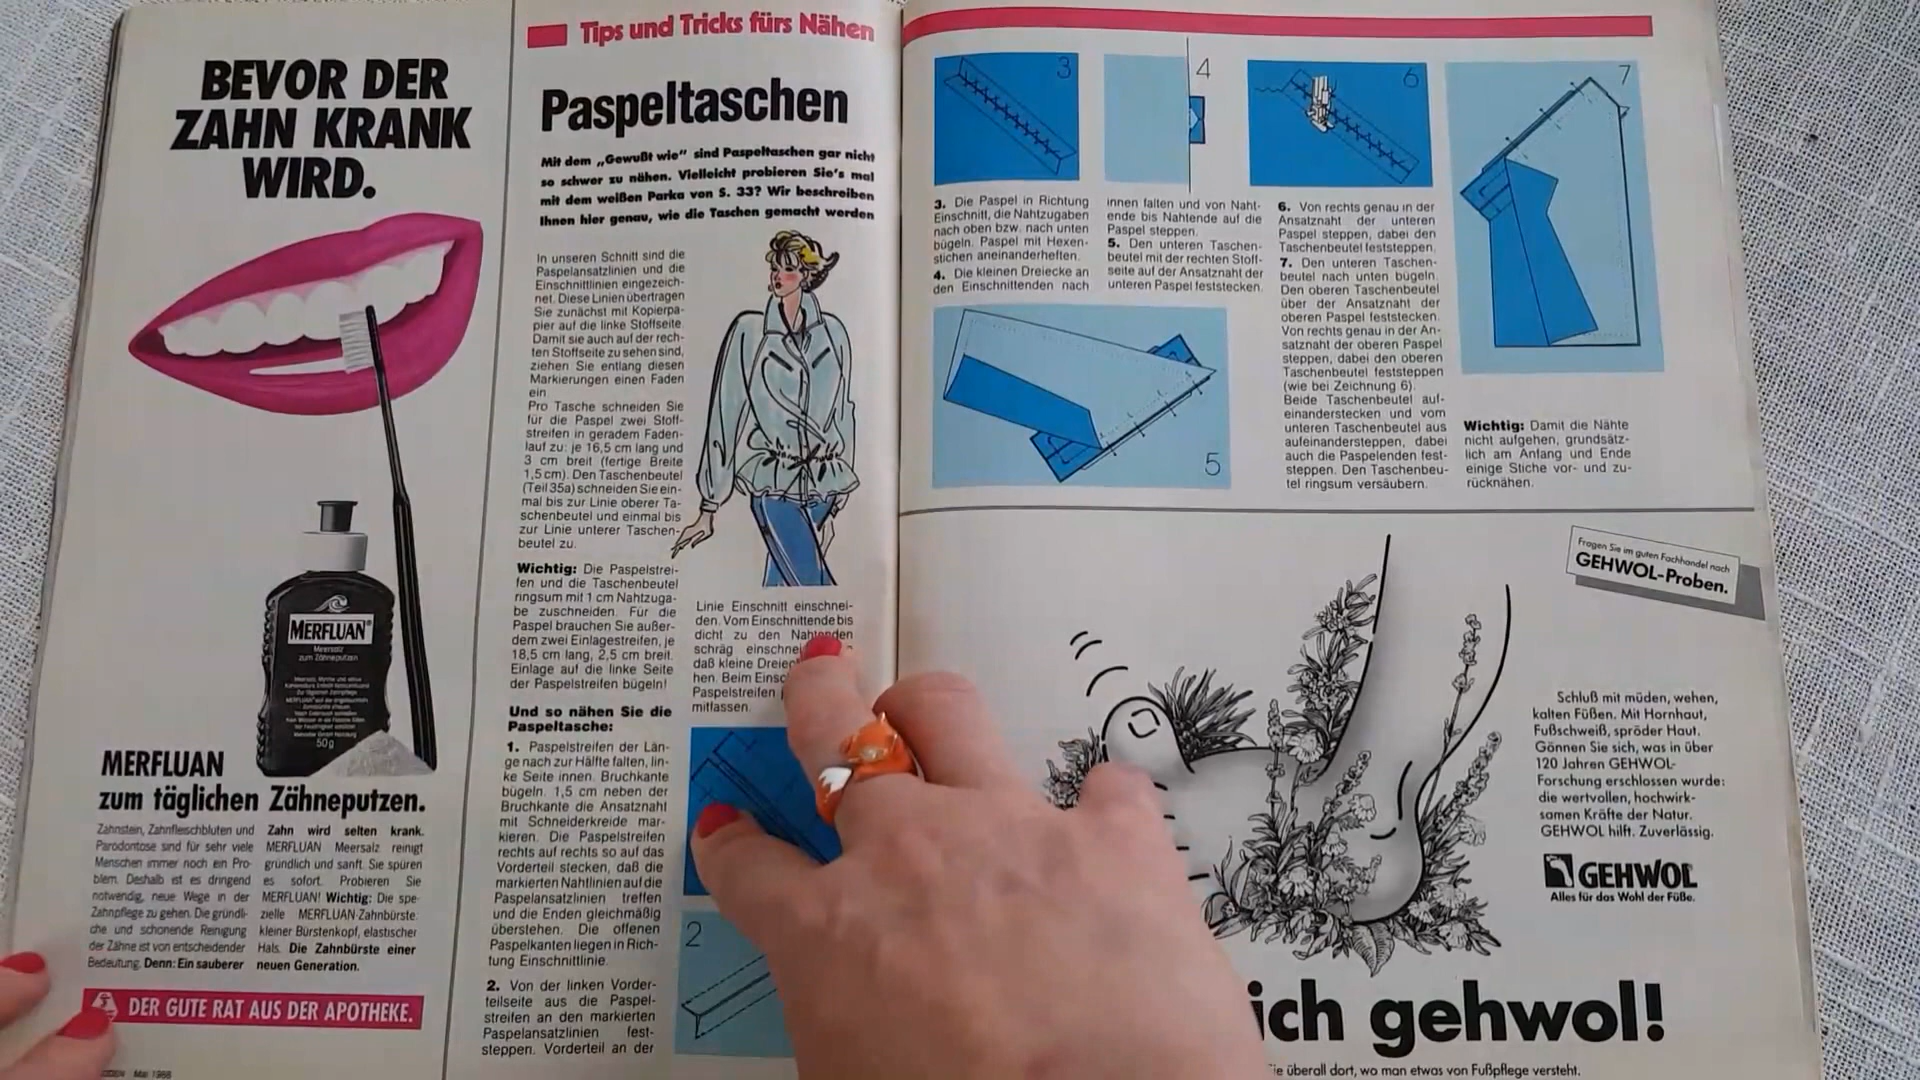 BEVOR DER
ZAHN KRANK
WIRD.
MERFLUAN
Meersalz
zum Zähneputzen
50g
MERFLUAN
zum täglichen Zähneputzen.
Zahnstein, Zahnfleischbluten und
Parodontose sind für sehr viele
Menschen immer noch ein Pro-
blem. Deshalb ist es dringend
notwendig, neue Wege in der
Zahnpflege zu gehen. Die gründli-
che und schonende Reinigung
der Zähne ist von entscheidender
Bedeutung. Denn: Ein sauberer
Zahn wird selten krank.
MERFLUAN Meersalz reinigt
gründlich und sanft. Sie spüren
es sofort. Probieren Sie
MERFLUAN! Wichtig: Die spe-
zielle MERFLUAN-Zahnbürste:
kleiner Bürstenkopf, elastischer
Hals. Die Zahnbürste einer
neuen Generation.
DER GUTE RAT AUS DER APOTHEKE.
Mai 1988
Tips und Tricks fürs Nähen
Paspeltaschen
Mit dem „Gewußt wie“ sind Paspeltaschen gar nicht
so schwer zu nähen. Vielleicht probieren Sie's mal
mit dem weißen Parka von S. 33? Wir beschreiben
Ihnen hier genau, wie die Taschen gemacht werden
In unseren Schnitt sind die
Paspelansatzlinien und die
Einschnittlinien eingezeich-
net. Diese Linien übertragen
Sie zunächst mit Kopierpa-
pier auf die linke Stoffseite.
Damit sie auch auf der rech-
ten Stoffseite zu sehen sind,
ziehen Sie entlang diesen
Markierungen einen Faden
ein
Pro Tasche schneiden Sie
für die Paspel zwei Stoff-
streifen in geradem Faden-
lauf zu: je 16,5 cm lang und
3 cm breit (fertige Breite
1,5 cm). Den Taschenbeutel
(Teil 35a) schneiden Sie ein-
mal bis zur Linie oberer Ta-
schenbeutel und einmal bis
zur Linie unterer Taschen-
beutel zu.
Wichtig: Die Paspelstrei-
fen und die Taschenbeutel
ringsum mit 1 cm Nahtzuga-
be zuschneiden. Für die
Paspel brauchen Sie außer-
dem zwei Einlagestreifen, je
18,5 cm lang, 2,5 cm breit.
Einlage auf die linke Seite
der Paspelstreifen bügeln!
Und so nähen Sie die
Paspeltasche:
1. Paspelstreifen der Län-
ge nach zur Hälfte falten, lin-
ke Seite innen. Bruchkante
bügeln. 1,5 cm neben der
Bruchkante die Ansatznaht
mit Schneiderkreide mar-
kieren. Die Paspelstreifen
rechts auf rechts so auf das
Vorderteil stecken, daß die
markierten Nahtlinien auf die
Paspelansatzlinien treffen
und die Enden gleichmäßig
überstehen. Die offenen
Paspelkanten liegen in Rich-
tung Einschnittlinie.
2. Von der linken Vorder-
teilseite aus die Paspel-
streifen an den markierten
Paspelansatzlinien fest-
steppen. Vorderteil an der
Linie Einschnitt einschnei-
den. Vom Einschnittende bis
dicht zu den Nahtenden
schräg einschnei
daß kleine Dreiec
hen. Beim Einsc
Paspelstreifen
mitfassen.
2
3
4
6
7
3. Die Paspel in Richtung
Einschnitt, die Nahtzugaben
nach oben bzw. nach unten
bügeln. Paspel mit Hexen-
stichen aneinanderheften.
4. Die kleinen Dreiecke an
den Einschnittenden nach
innen falten und von Naht-
ende bis Nahtende auf die
Paspel steppen.
5. Den unteren Taschen-
beutel mit der rechten Stoff-
seite auf der Ansatznaht der
unteren Paspel feststecken.
5
6. Von rechts genau in der
Ansatznaht der unteren
Paspel steppen, dabei den
Taschenbeutel feststeppen.
7. Den unteren Taschen-
beutel nach unten bügeln.
Den oberen Taschenbeutel
über der Ansatznaht der
oberen Paspel feststecken.
Von rechts genau in der An-
satznaht der oberen Paspel
steppen, dabei den oberen
Taschenbeutel feststeppen
(wie bei Zeichnung 6).
Beide Taschenbeutel auf-
einanderstecken und vom
unteren Taschenbeutel aus
aufeinandersteppen, dabei
auch die Paspelenden fest-
steppen. Den Taschenbeu-
tel ringsum versäubern.
Wichtig: Damit die Nähte
nicht aufgehen, grundsätz-
lich am Anfang und Ende
einige Stiche vor- und zu-
rücknähen.
Fragen Sie im guten Fachhandel nach
GEHWOL-Proben.
Schluß mit müden, wehen,
kalten Füßen. Mit Hornhaut,
Fußschweiß, spröder Haut.
Gönnen Sie sich, was in über
120 Jahren GEHWOL-
Forschung erschlossen wurde:
die wertvollen, hochwirk-
samen Kräfte der Natur.
GEHWOL hilft. Zuverlässig.
GEHWOL
Alles für das Wohl der Füße.
ich gehwol!
ie überall dort, wo man etwas von Fußpflege versteht.